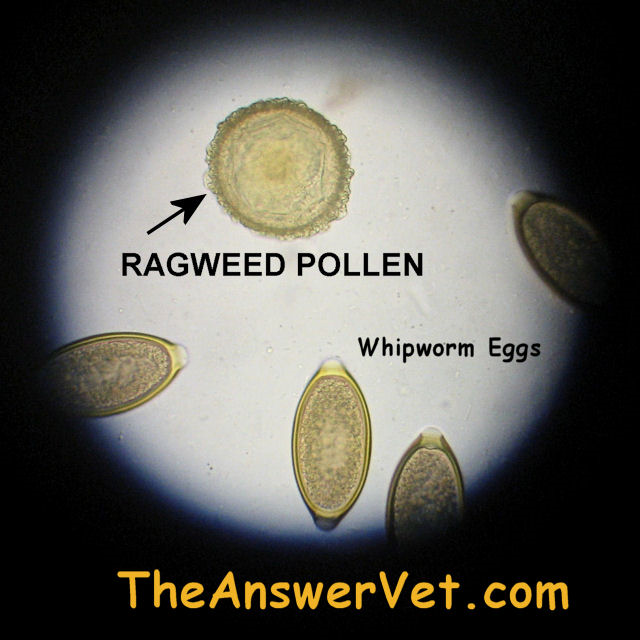 RAGWEED POLLEN
Whipworm Eggs
TheAnswerVet.com